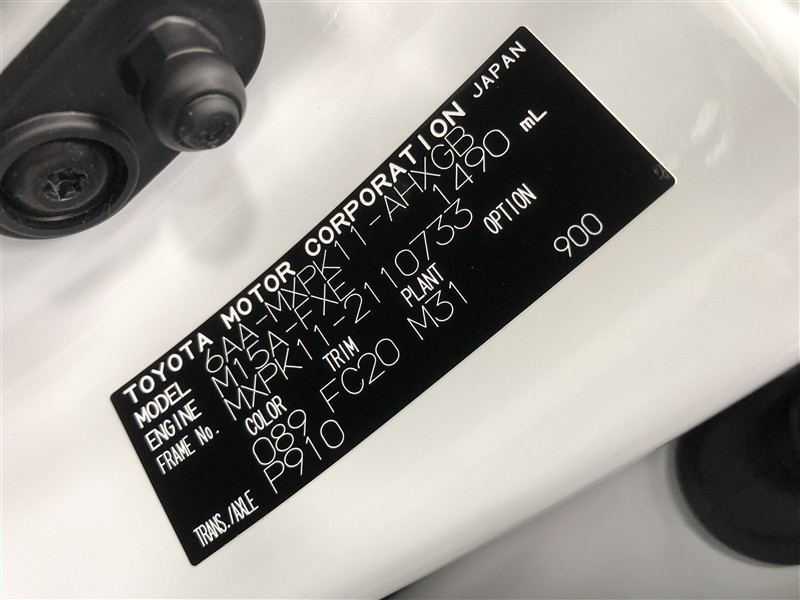 TOYOTA MOTOR CORPORATION JAPAN
MODEL 6AA-MXPK11-AHXGB
ENGINE M15A-FXE 1490 mL
FRAME No. MXPK11-2110733
COLOR TRIM PLANT OPTION
089 FC20 M31 900
TRANS./AXLE P910